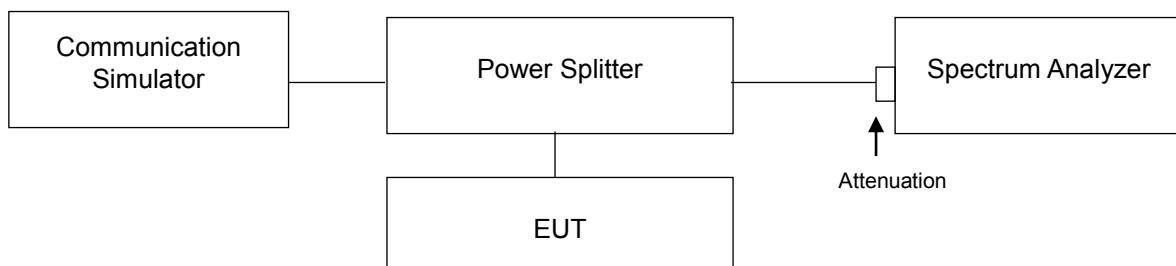 Communication
Simulator
Power Splitter
Spectrum Analyzer
Attenuation
EUT